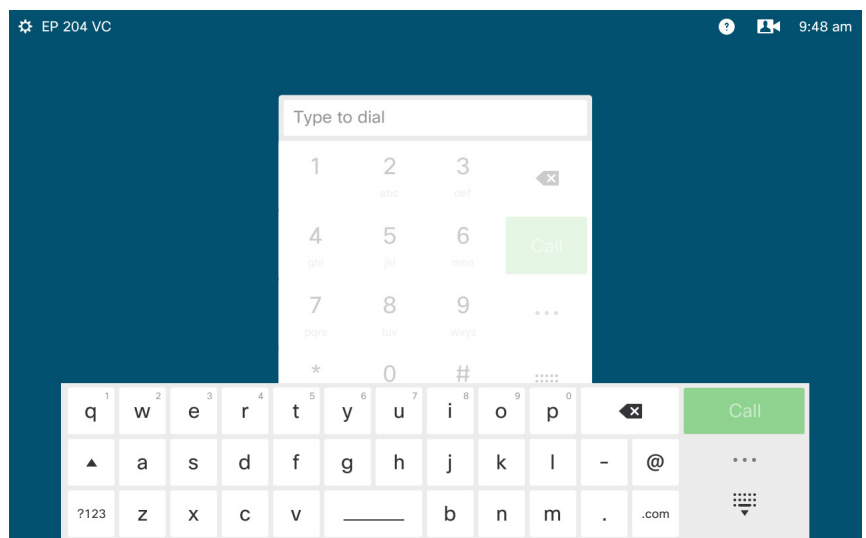 EP 204 VC ? 9:48 am
Type to dial
1 2 3
abc def
4 5 6 Call
ghi jkl mno
7 8 9 ...
pqrs tuv wxyz
* 0 #
1 2 3 4 5 6 7 8 9 0
q w e r t y u i o p Call
a s d f g h j k l - @ ...
?123 z x c v b n m . .com